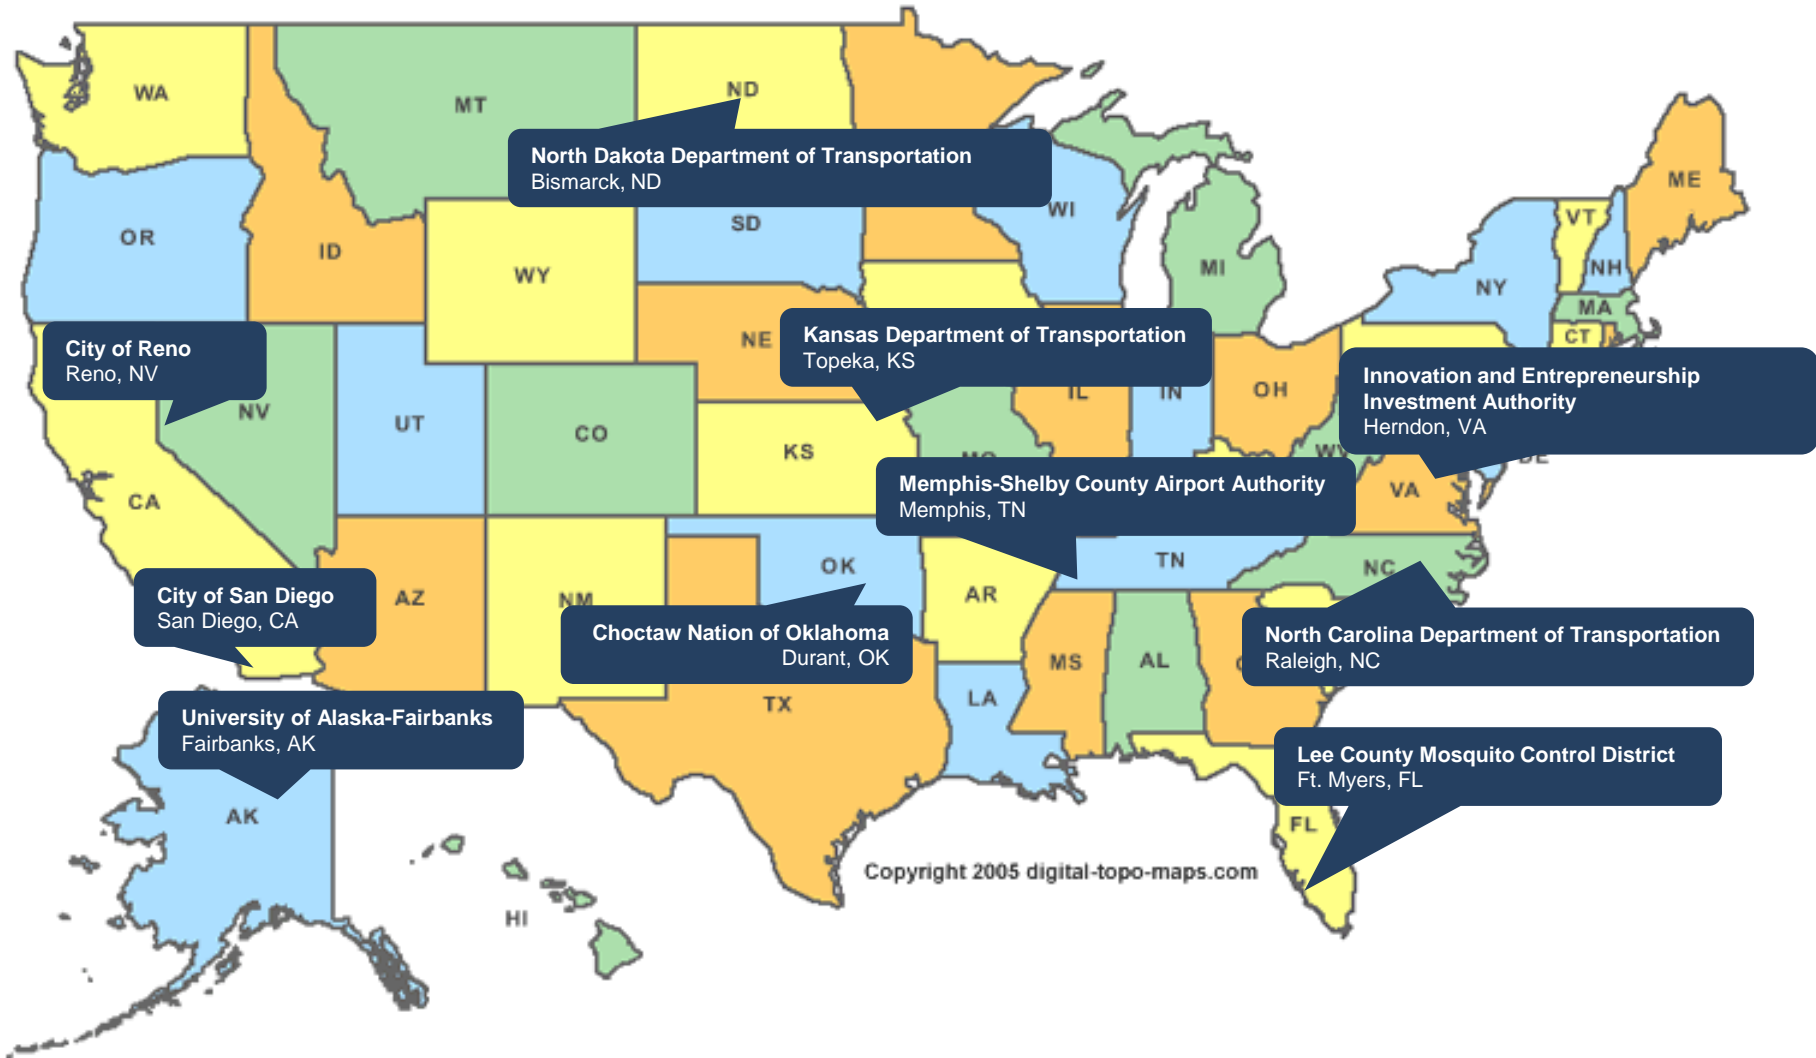 WA
MT
ND
North Dakota Department of Transportation
Bismarck, ND
ME
OR
ID
WY
SD
WI
VT
NH
MI
NY
MA
CT
City of Reno
Reno, NV
NE
Kansas Department of Transportation
Topeka, KS
Innovation and Entrepreneurship
Investment Authority
Herndon, VA
NV
UT
CO
KS
IL
IN
OH
WV
DE
MO
CA
Memphis-Shelby County Airport Authority
Memphis, TN
VA
AZ
NM
OK
AR
TN
NC
City of San Diego
San Diego, CA
Choctaw Nation of Oklahoma
Durant, OK
North Carolina Department of Transportation
Raleigh, NC
MS
AL
TX
LA
University of Alaska-Fairbanks
Fairbanks, AK
Lee County Mosquito Control District
Ft. Myers, FL
AK
FL
Copyright 2005 digital-topo-maps.com
HI